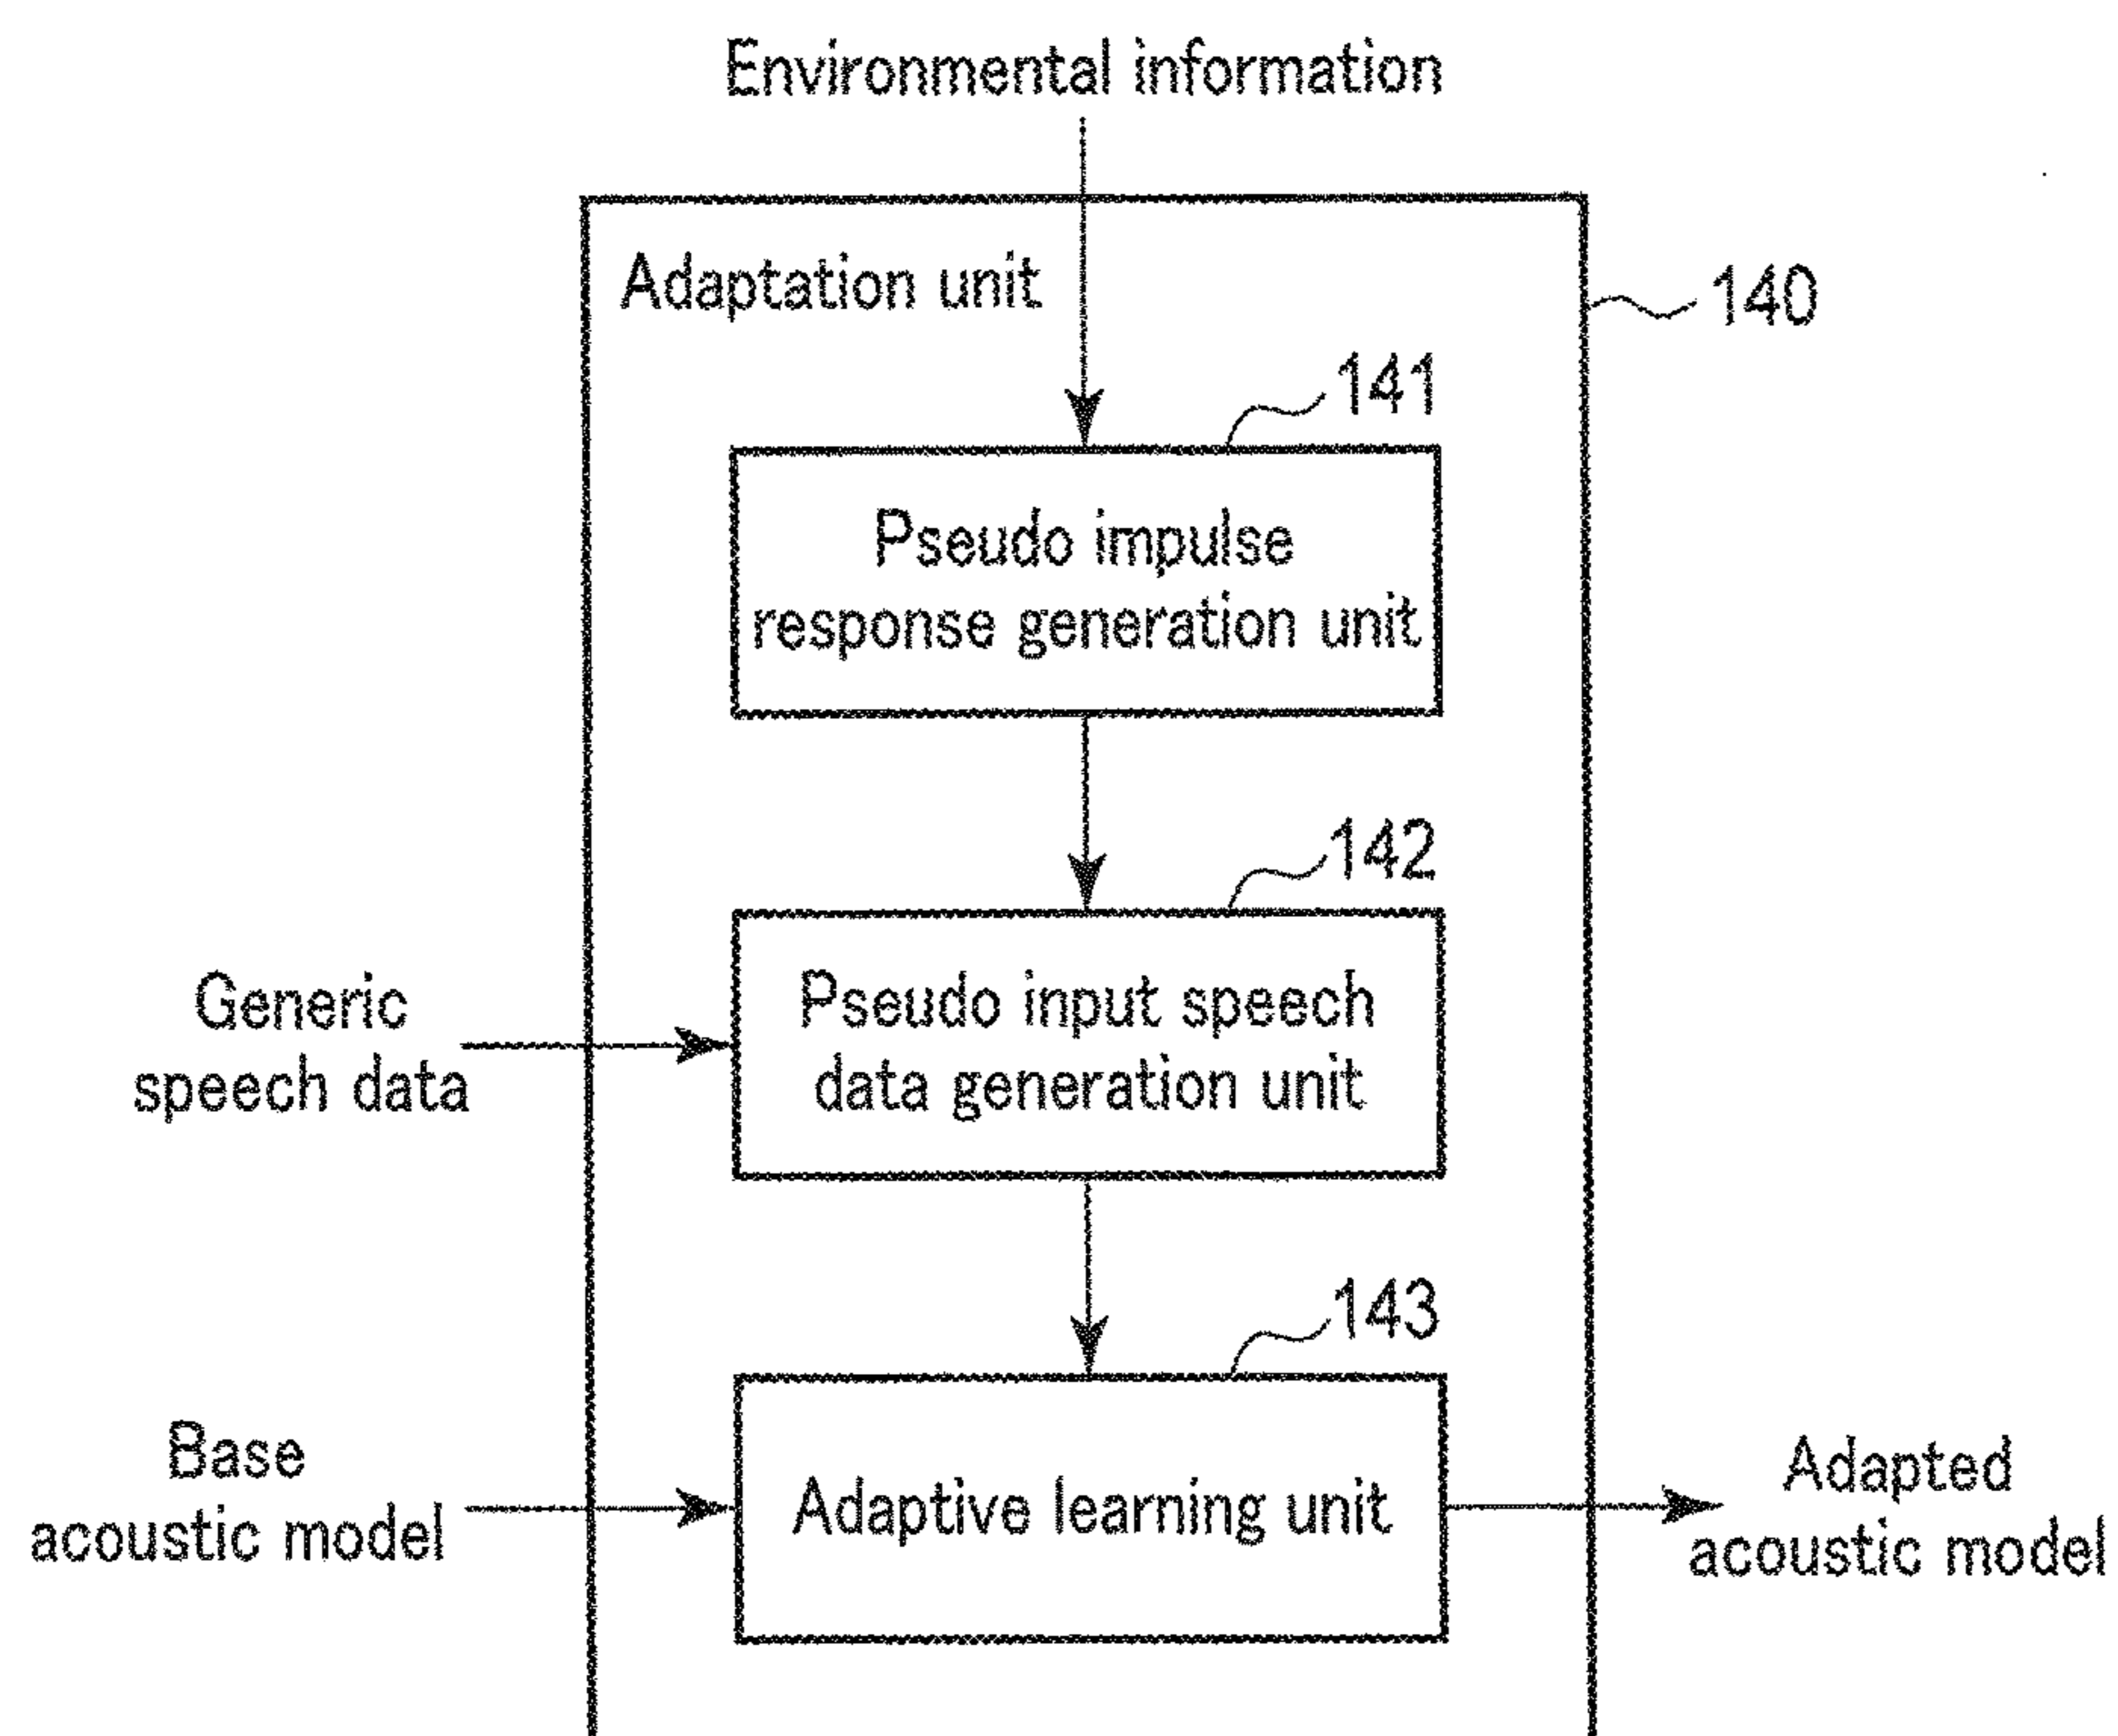 Environmental information
Adaptation unit
140
141
Pseudo impulse
response generation unit
142
Generic
speech data
Pseudo input speech
data generation unit
143
Base
acoustic model
Adaptive learning unit
Adapted
acoustic model